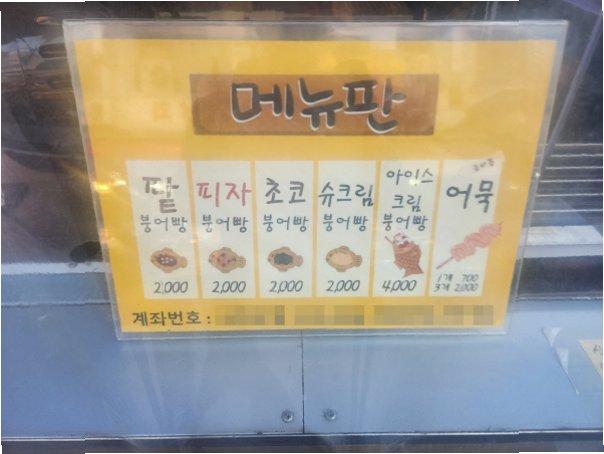 메뉴판
팥
붕어빵
2,000
피자
붕어빵
2,000
초코
붕어빵
2,000
슈크림
붕어빵
2,000
아이스
크림
붕어빵
4,000
어묵
1개 700
3개 2,000
계좌번호 :